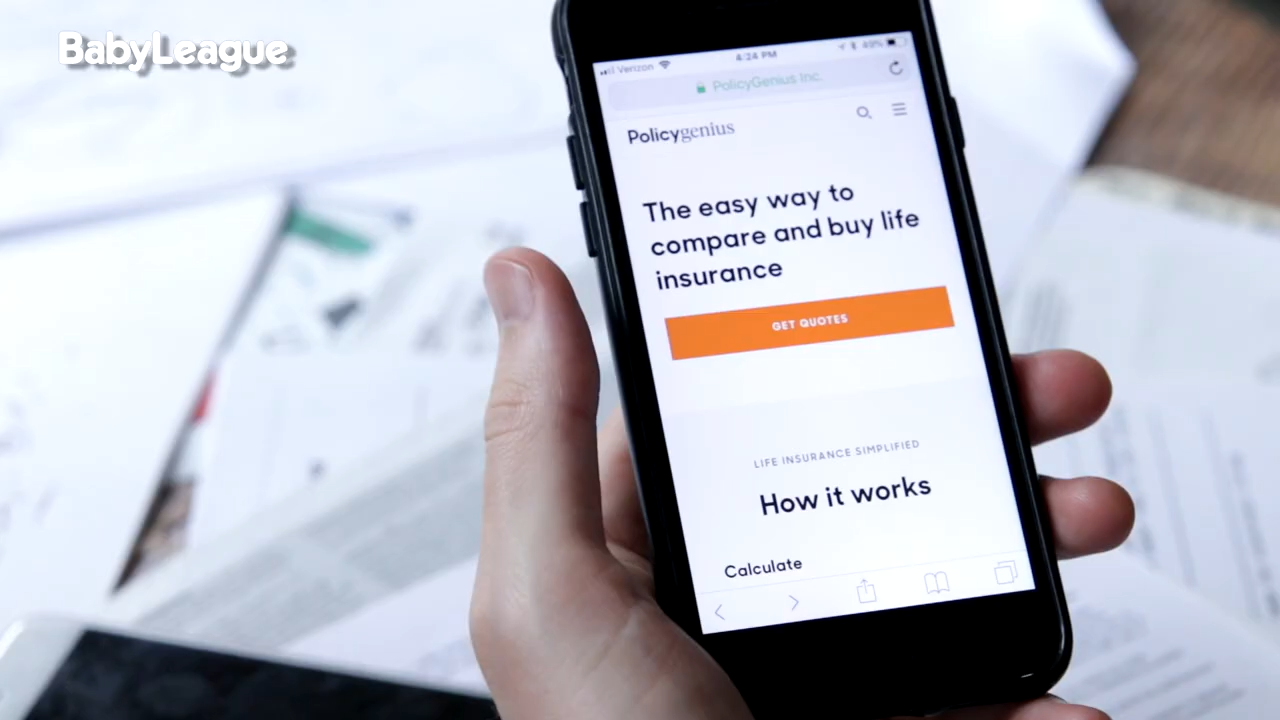 BabyLeague
Verizon 4:24 PM 49%
PolicyGenius Inc.
Policygenius
The easy way to
compare and buy life
insurance
GET QUOTES
LIFE INSURANCE SIMPLIFIED
How it works
Calculate